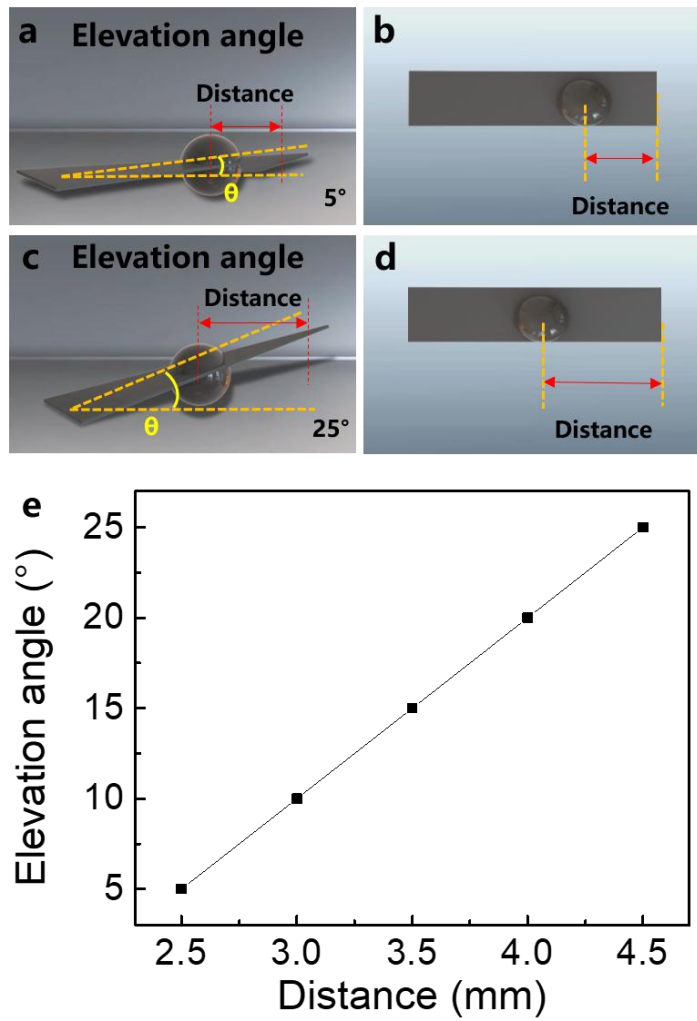 a
Elevation angle
Distance
θ
5°
b
Distance
c
Elevation angle
Distance
θ
25°
d
Distance
e
Elevation angle (°)
25
20
15
10
5
2.5 3.0 3.5 4.0 4.5
Distance (mm)